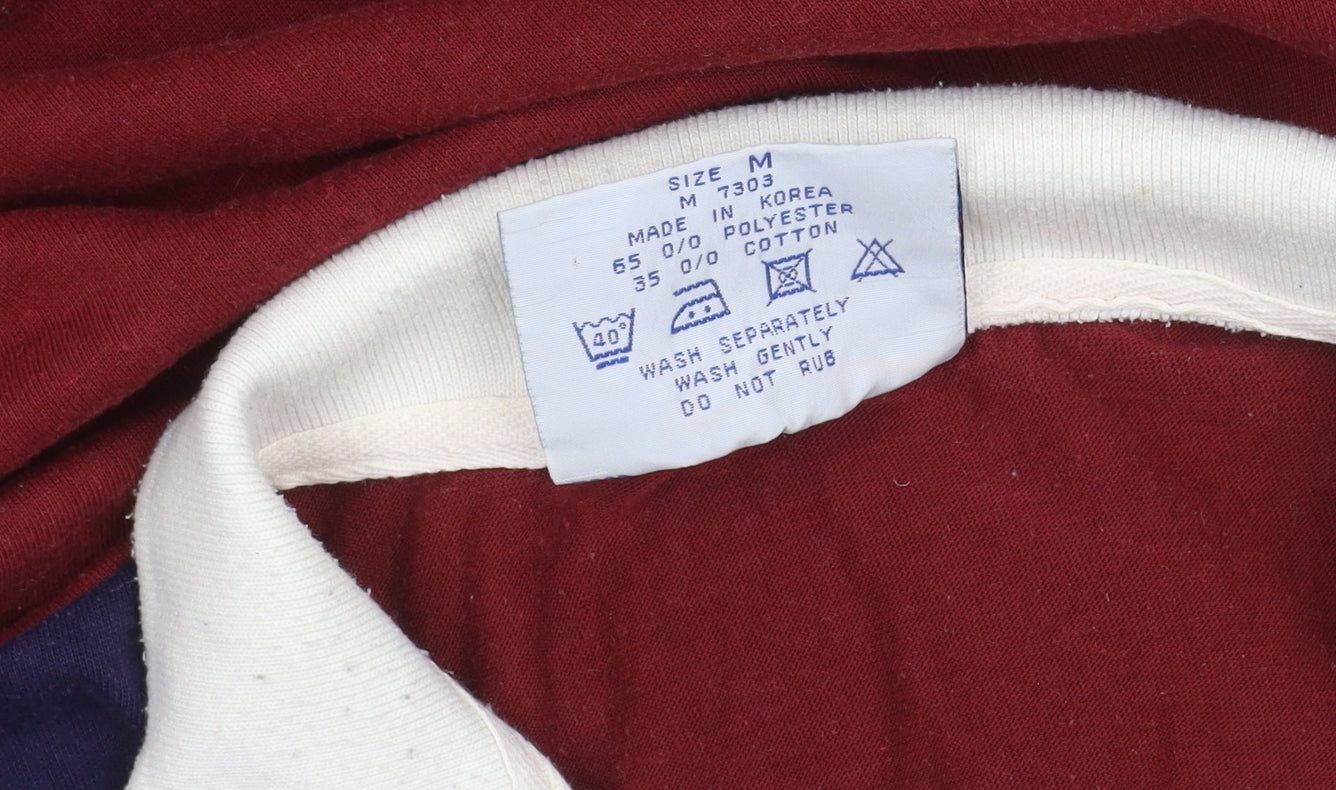 SIZE M
M 7303
MADE IN KOREA
65 0/0 POLYESTER
35 0/0 COTTON
40°
WASH SEPARATELY
WASH GENTLY
DO NOT RUB